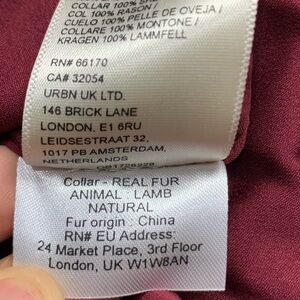 COLLAR 100%
COL 100% RASON /
CUELO 100% PELLE DE OVEJA /
COLLARE 100% MONTONE /
KRAGEN 100% LAMMFELL
RN# 66170
CA# 32054
URBN UK LTD.
146 BRICK LANE
LONDON, E1 6RU
LEIDSESTRAAT 32,
1017 PB AMSTERDAM,
NETHERLANDS
Collar - REAL FUR
ANIMAL : LAMB
NATURAL
Fur origin : China
RN# EU Address:
24 Market Place, 3rd Floor
London, UK W1W8AN